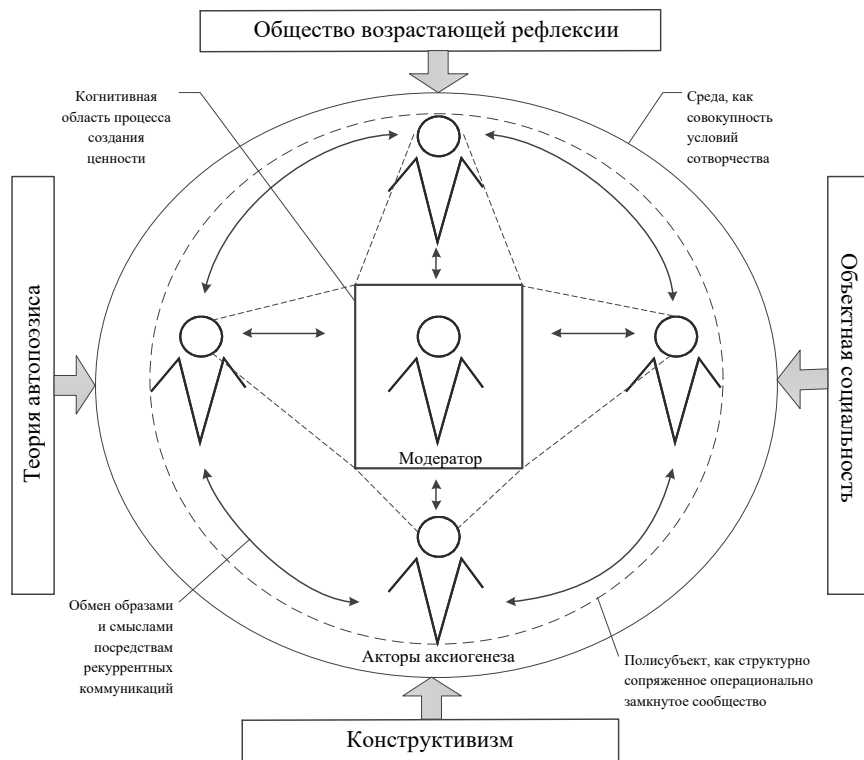 Общество возрастающей рефлексии
Когнитивная
область процесса
создания
ценности
Среда, как
совокупность
условий
сотворчества
Теория автопоэзиса
Объектная социальность
Модератор
Обмен образами
и смыслами
посредствам
рекуррентных
коммуникаций
Акторы аксиогенеза
Полисубъект, как структурно
сопряженное операционально
замкнутое сообщество
Конструктивизм